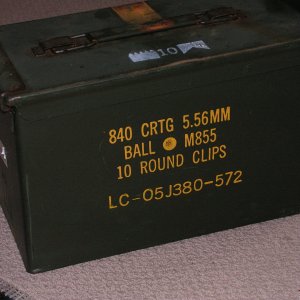 10
840 CRTG 5.56MM
BALL M855
10 ROUND CLIPS
LC-05J380-572